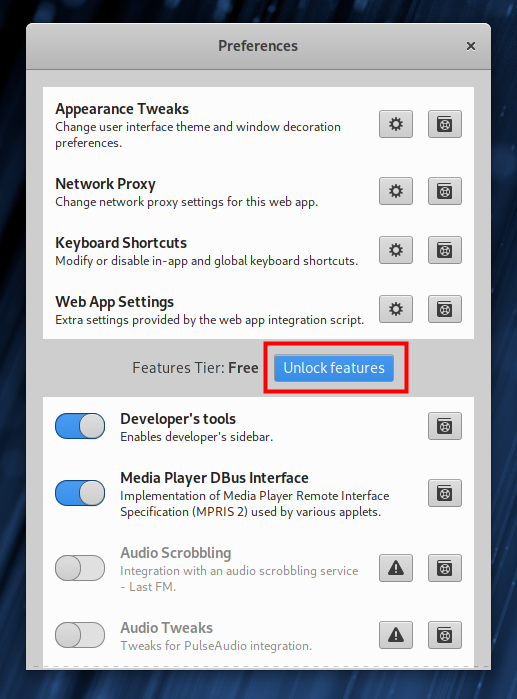 Preferences
Appearance Tweaks
Change user interface theme and window decoration
preferences.
Network Proxy
Change network proxy settings for this web app.
Keyboard Shortcuts
Modify or disable in-app and global keyboard shortcuts.
Web App Settings
Extra settings provided by the web app integration script.
Features Tier: Free Unlock features
Developer's tools
Enables developer's sidebar.
Media Player DBus Interface
Implementation of Media Player Remote Interface
Specification (MPRIS 2) used by various applets.
Audio Scrobbling
Integration with an audio scrobbling service
- Last FM.
Audio Tweaks
Tweaks for PulseAudio integration.